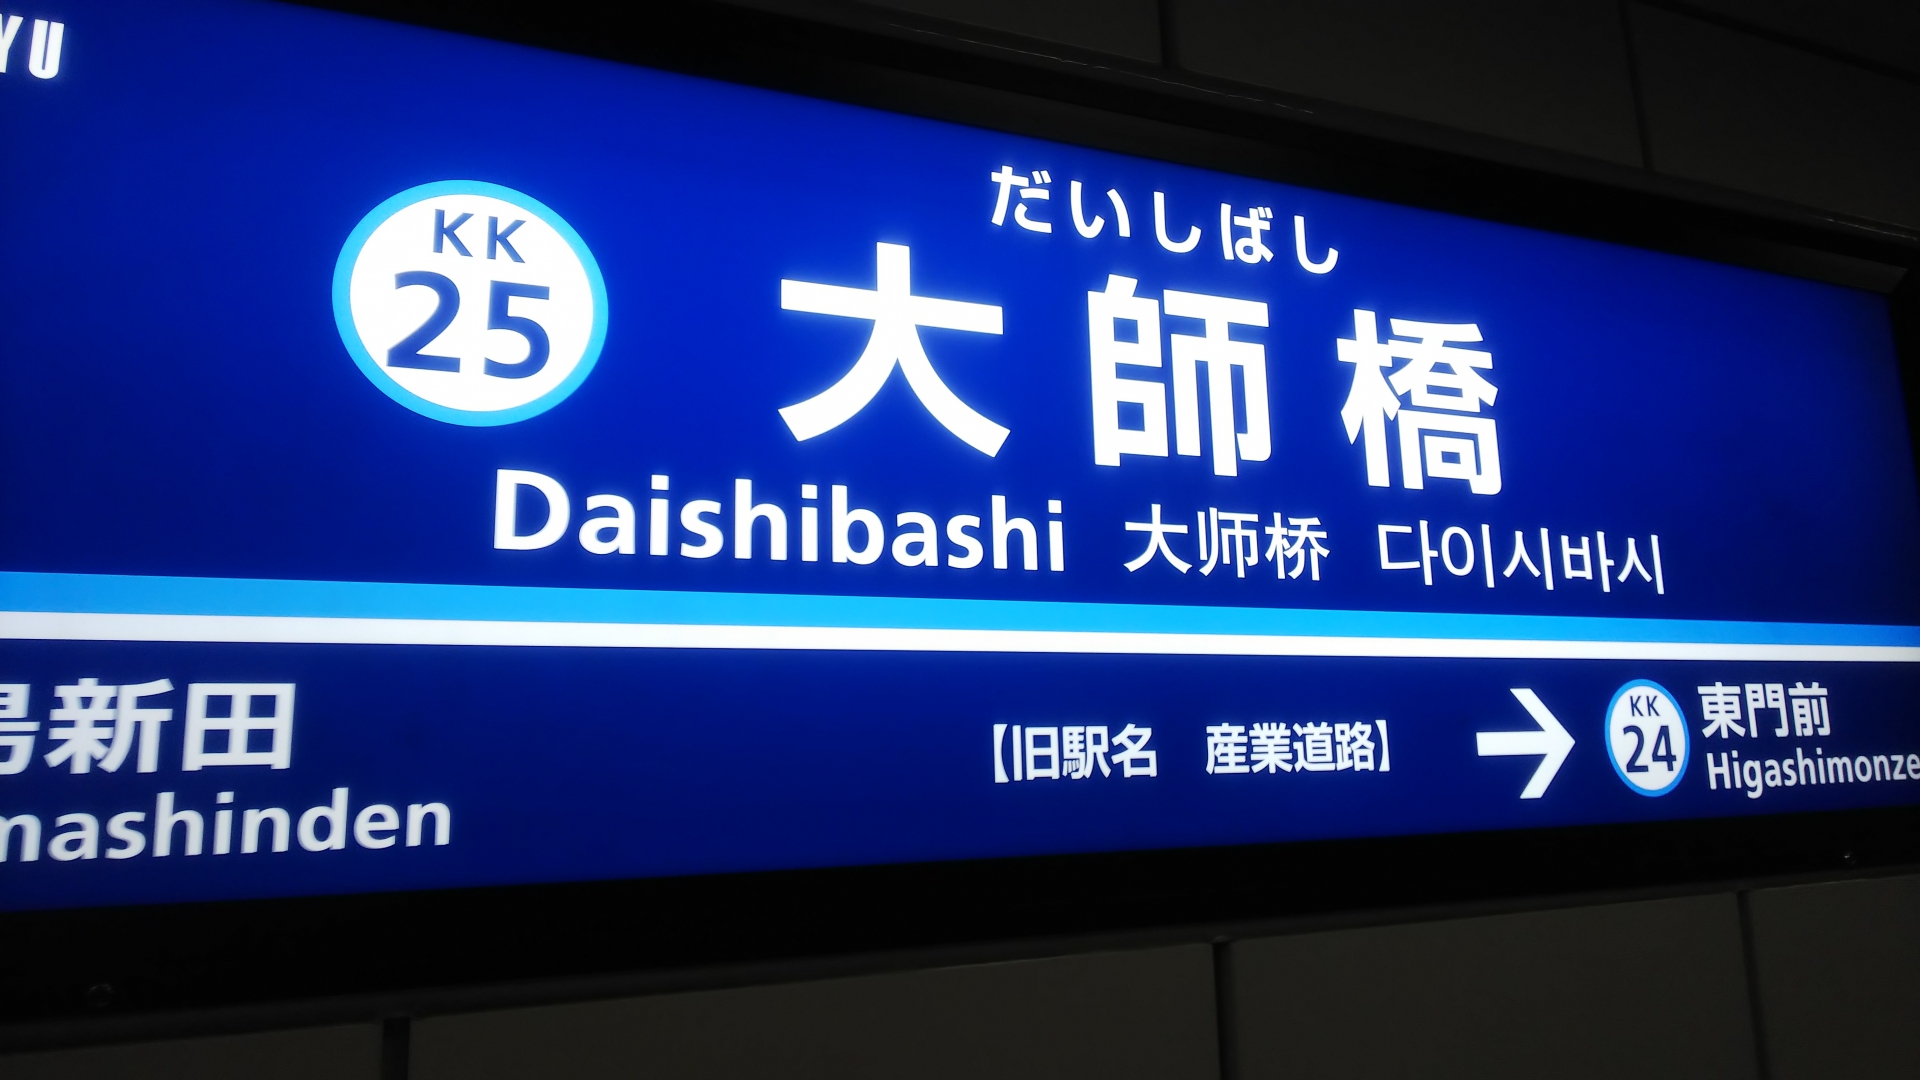 YU
だいしばし
KK
25
大師橋
Daishibashi 大师桥 다이시바시
新田
mashinden
【旧駅名 産業道路】
→
KK
24
東門前
Higashimonze